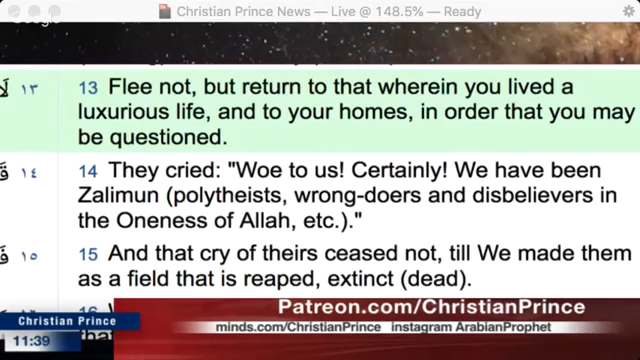 Christian Prince News — Live @ 148.5% — Ready
١٣ 13 Flee not, but return to that wherein you lived a
luxurious life, and to your homes, in order that you may
be questioned.
١٤ 14 They cried: "Woe to us! Certainly! We have been
Zalimun (polytheists, wrong-doers and disbelievers in
the Oneness of Allah, etc.)."
١٥ 15 And that cry of theirs ceased not, till We made them
as a field that is reaped, extinct (dead).
16
Patreon.com/ChristianPrince
Christian Prince
minds.com/ChristianPrince instagram ArabianProphet
11:39